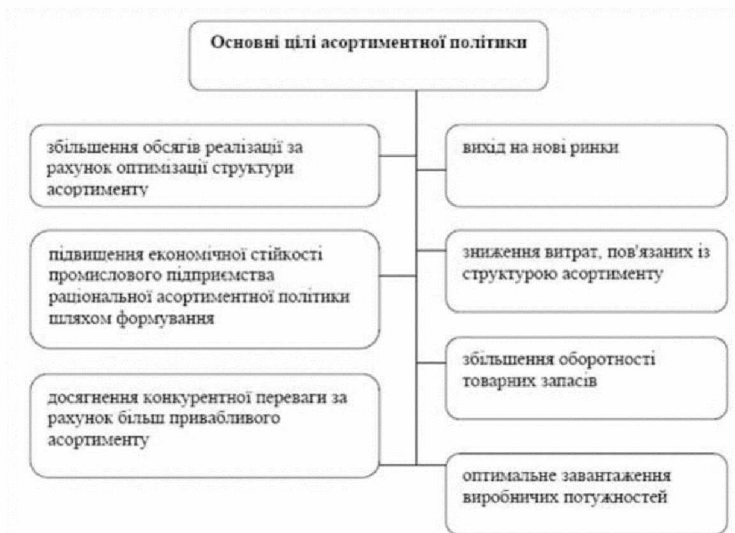 Основні цілі асортиментної політики
збільшення обсягів реалізації за
рахунок оптимізації структури
асортименту
підвищення економічної стійкості
промислового підприємства
раціональної асортиментної політики
шляхом формування
досягнення конкурентної переваги за
рахунок більш привабливого
асортименту
вихід на нові ринки
зниження витрат, пов'язаних із
структурою асортименту
збільшення оборотності
товарних запасів
оптимальне завантаження
виробничих потужностей